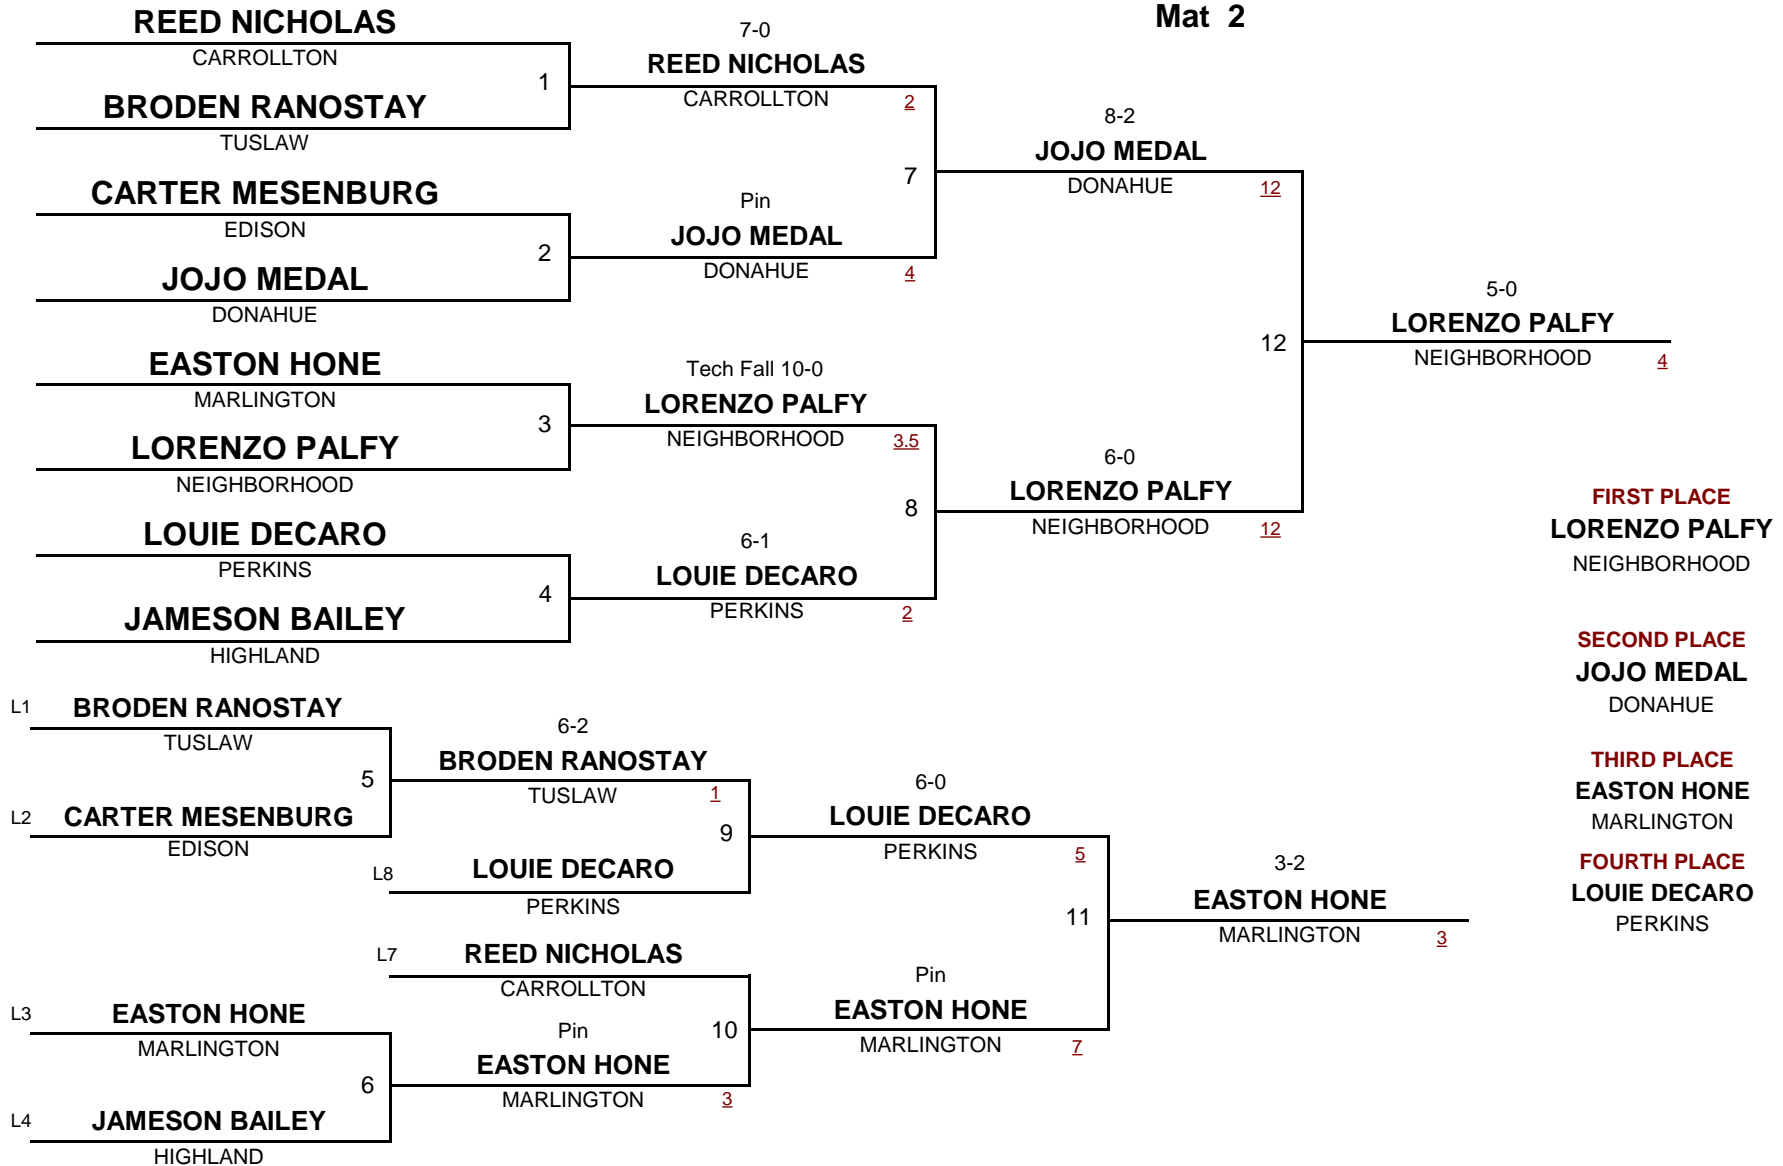 Mat 2
REED NICHOLAS
CARROLLTON
1
BRODEN RANOSTAY
TUSLAW
CARTER MESENBURG
EDISON
2
JOJO MEDAL
DONAHUE
EASTON HONE
MARLINGTON
3
LORENZO PALFY
NEIGHBORHOOD
LOUIE DECARO
PERKINS
4
JAMESON BAILEY
HIGHLAND
7-0
REED NICHOLAS
CARROLLTON 2
7
Pin
JOJO MEDAL
DONAHUE 4
Tech Fall 10-0
LORENZO PALFY
NEIGHBORHOOD 3.5
8
6-1
LOUIE DECARO
PERKINS 2
8-2
JOJO MEDAL
DONAHUE 12
12
6-0
LORENZO PALFY
NEIGHBORHOOD 12
5-0
LORENZO PALFY
NEIGHBORHOOD 4
FIRST PLACE
LORENZO PALFY
NEIGHBORHOOD
SECOND PLACE
JOJO MEDAL
DONAHUE
THIRD PLACE
EASTON HONE
MARLINGTON
FOURTH PLACE
LOUIE DECARO
PERKINS
L1 BRODEN RANOSTAY
TUSLAW
5
L2 CARTER MESENBURG
EDISON
6-2
BRODEN RANOSTAY
TUSLAW 1
9
L8 LOUIE DECARO
PERKINS
L7 REED NICHOLAS
CARROLLTON
L3 EASTON HONE
MARLINGTON
6
L4 JAMESON BAILEY
HIGHLAND
10
Pin
EASTON HONE
MARLINGTON 3
6-0
LOUIE DECARO
PERKINS 5
11
Pin
EASTON HONE
MARLINGTON 7
3-2
EASTON HONE
MARLINGTON 3